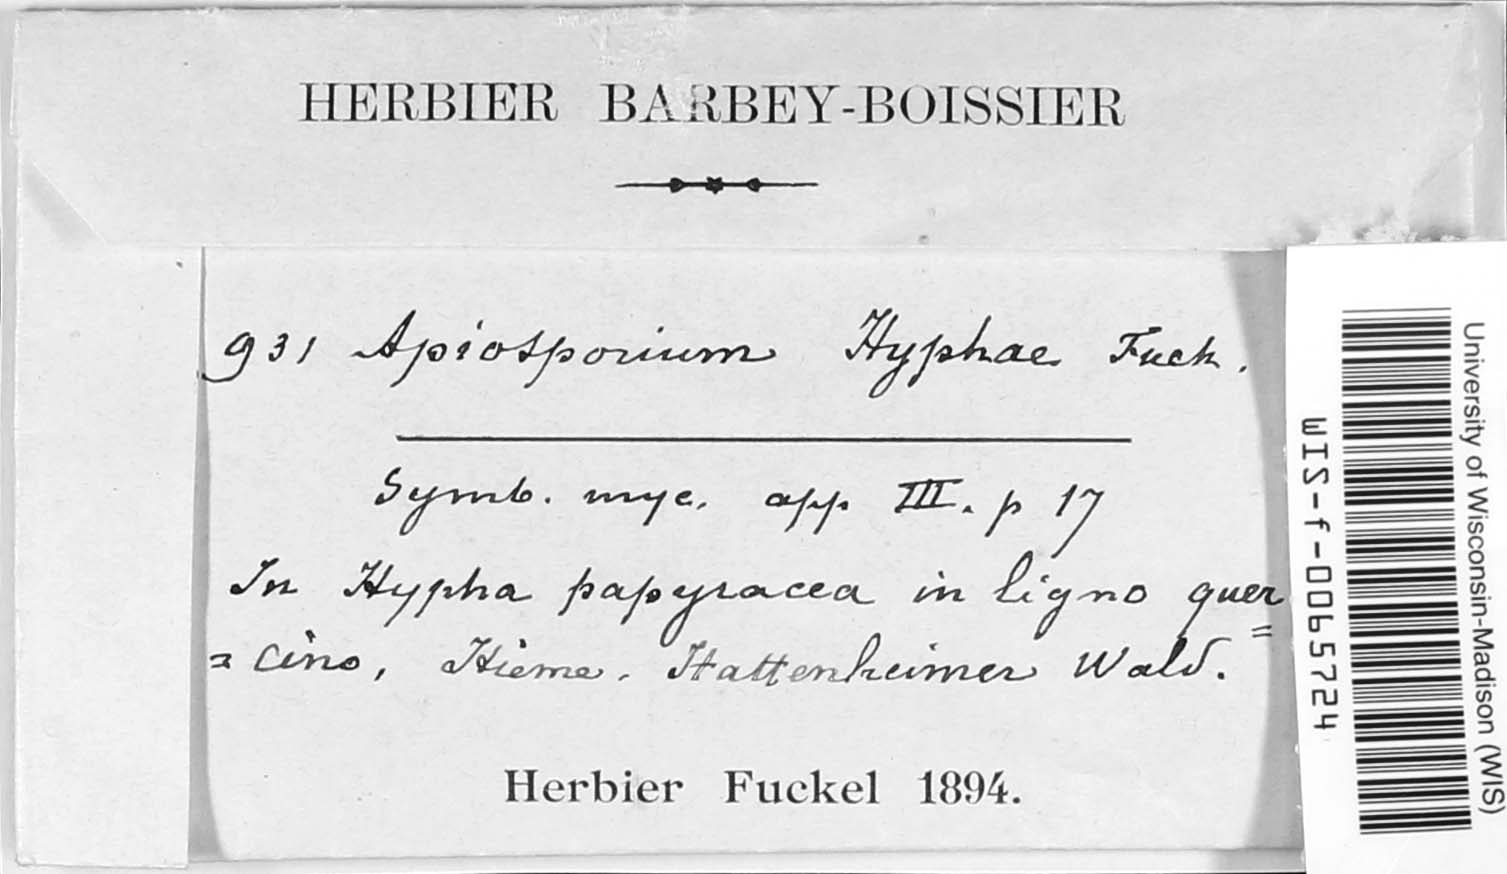 HERBIER BARBEY-BOISSIER
931 Apiosporium Hyphae Fuck.
Symb. myc. app III. p 17
In Hypha papyracea in ligno quer=
=cino, Hieme. Hattenheimer Wald.
Herbier Fuckel 1894.
University of Wisconsin-Madison (WIS)
WIS-f-0065724